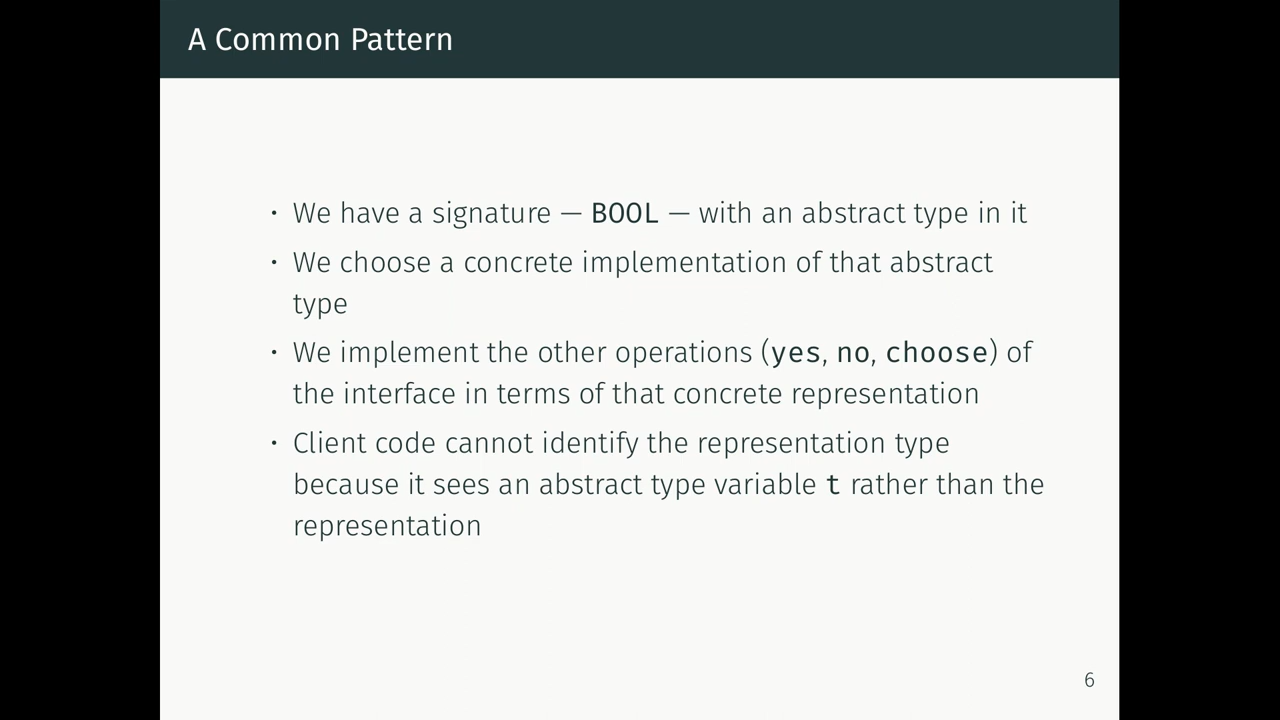 A Common Pattern
• We have a signature — BOOL — with an abstract type in it
• We choose a concrete implementation of that abstract
type
• We implement the other operations (yes, no, choose) of
the interface in terms of that concrete representation
• Client code cannot identify the representation type
because it sees an abstract type variable t rather than the
representation
6